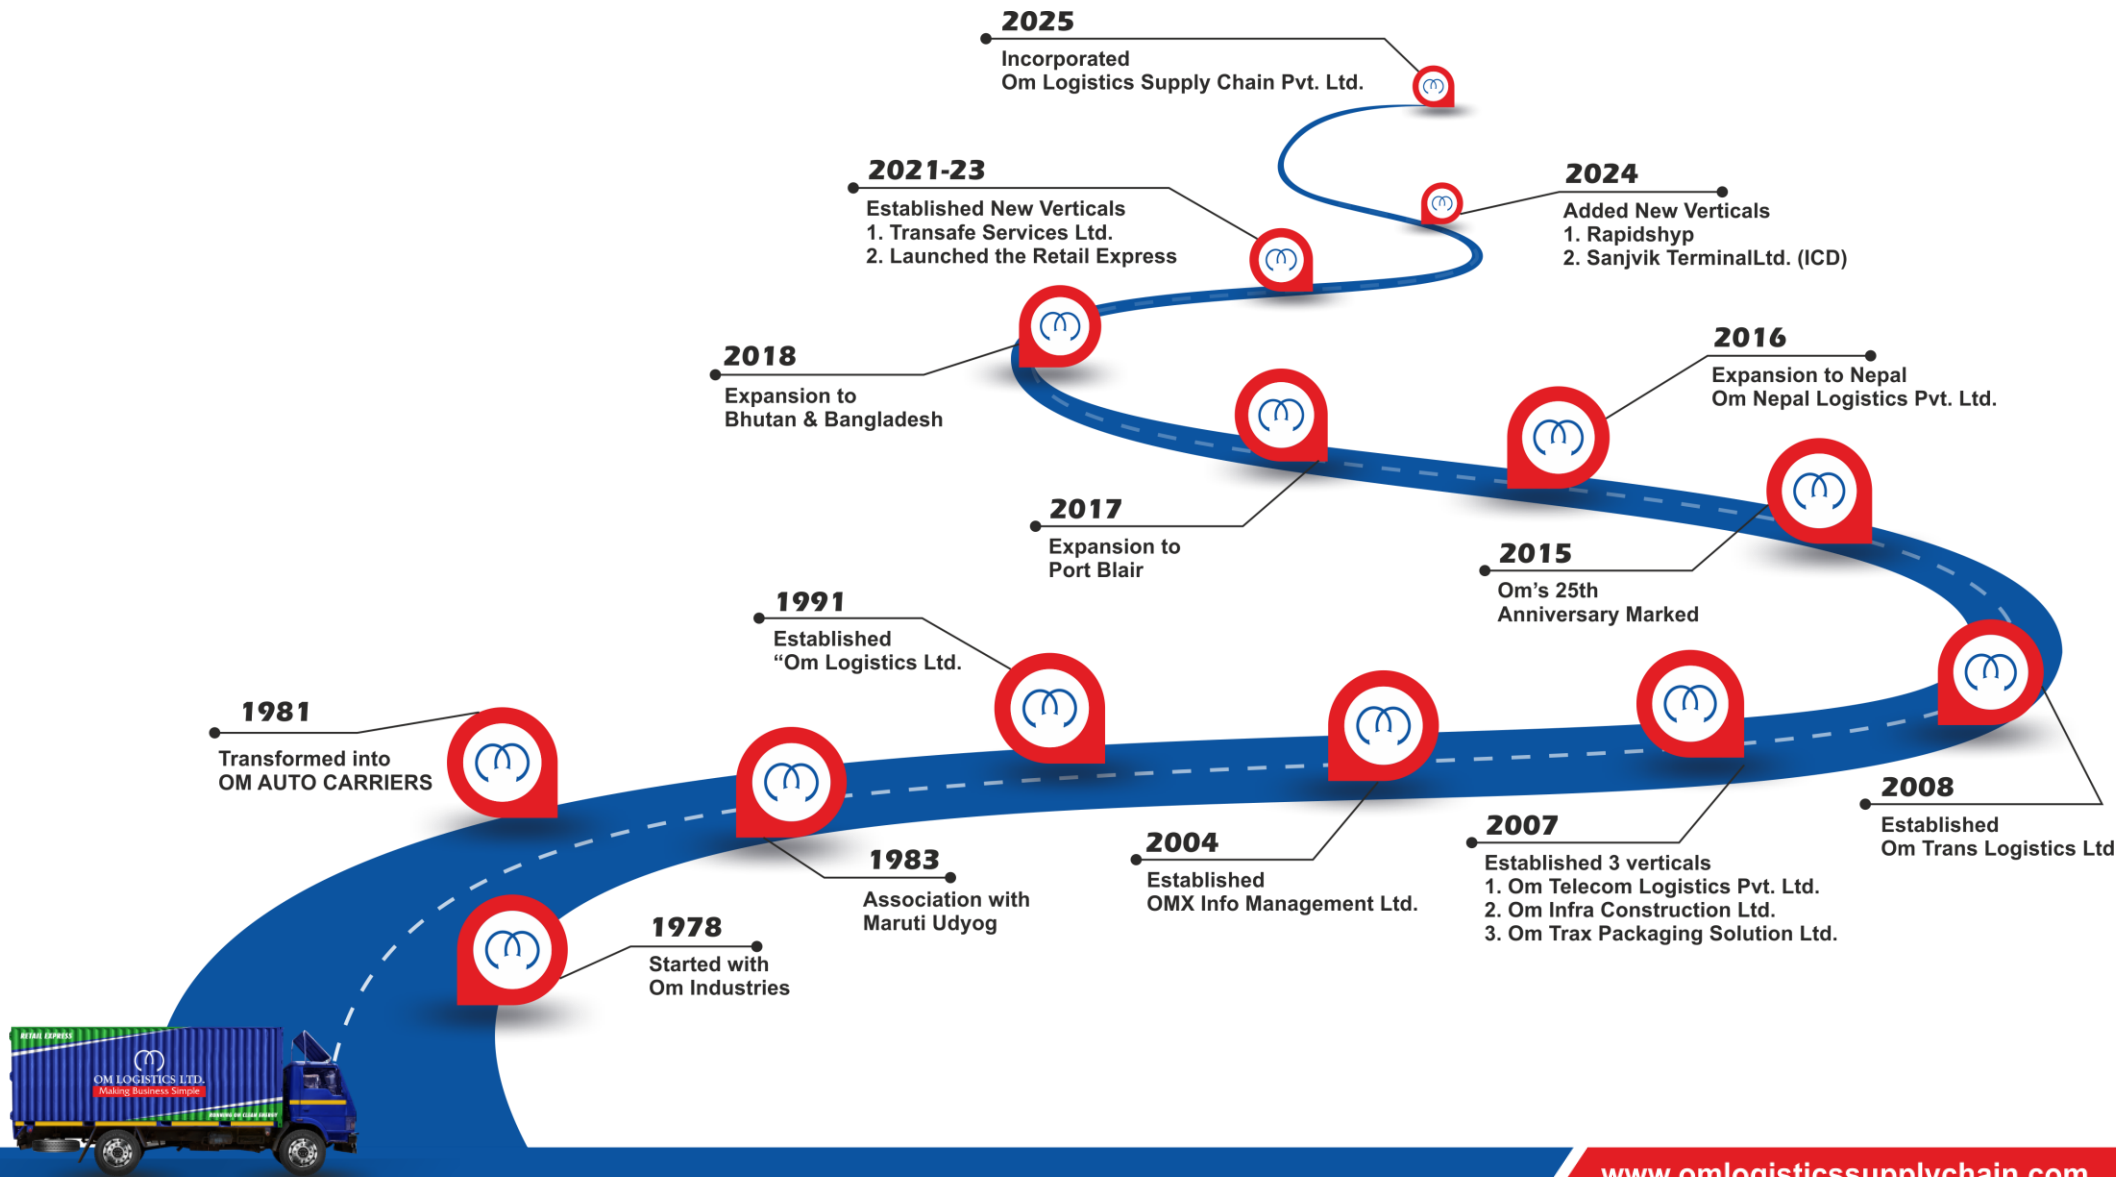 2025
Incorporated
Om Logistics Supply Chain Pvt. Ltd.
2021-23
Established New Verticals
1. Transafe Services Ltd.
2. Launched the Retail Express
2024
Added New Verticals
1. Rapidshyp
2. Sanjvik TerminalLtd. (ICD)
2018
Expansion to
Bhutan & Bangladesh
2016
Expansion to Nepal
Om Nepal Logistics Pvt. Ltd.
2017
Expansion to
Port Blair
2015
Om's 25th
Anniversary Marked
1991
Established
“Om Logistics Ltd.
1981
Transformed into
OM AUTO CARRIERS
1983
Association with
Maruti Udyog
2004
Established
OMX Info Management Ltd.
2007
Established 3 verticals
1. Om Telecom Logistics Pvt. Ltd.
2. Om Infra Construction Ltd.
3. Om Trax Packaging Solution Ltd.
2008
Established
Om Trans Logistics Ltd
1978
Started with
Om Industries
RETAIL EXPRESS
OM LOGISTICS LTD.
Making Business Simple
RUNNING ON CLEAN ENERGY
www.omlogisticssupplychain.com